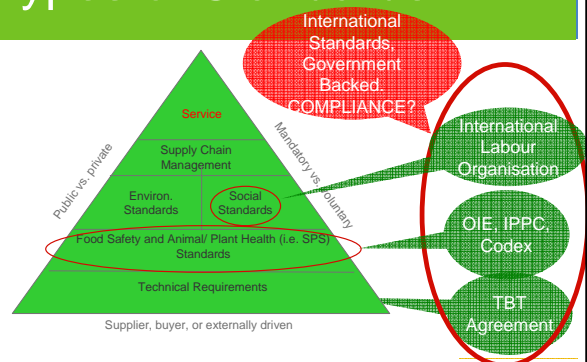 International
Standards,
Government
Backed.
COMPLIANCE?
Service
Supply Chain
Management
Public vs. private
Mandatory vs. voluntary
Environ.
Standards
Social
Standards
Food Safety and Animal/ Plant Health (i.e. SPS)
Standards
Technical Requirements
Supplier, buyer, or externally driven
International
Labour
Organisation
OIE, IPPC,
Codex
TBT
Agreement